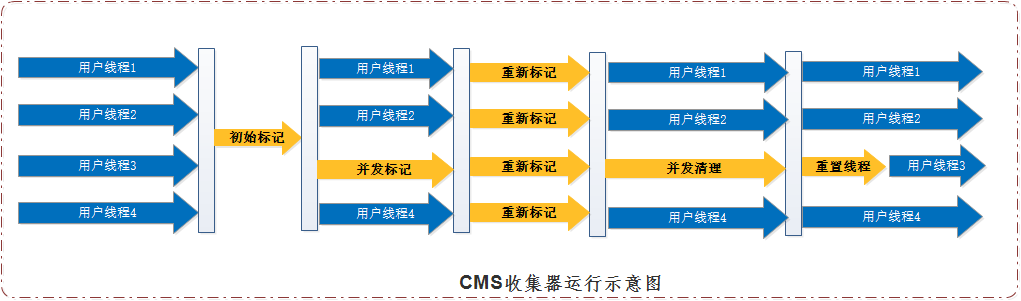 用户线程1
用户线程2
用户线程3
用户线程4
初始标记
用户线程1
用户线程2
并发标记
用户线程4
重新标记
重新标记
重新标记
重新标记
用户线程1
用户线程2
并发清理
用户线程4
用户线程1
用户线程2
重置线程
用户线程3
用户线程4
CMS收集器运行示意图